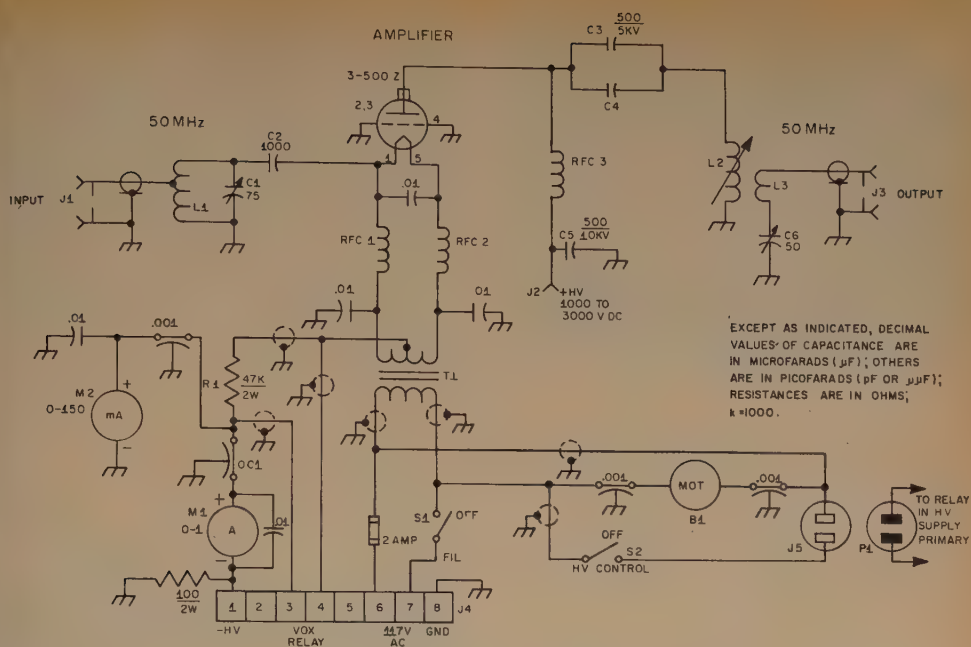 AMPLIFIER
C3
500
5KV
C4
3-500 Z
2,3
4
1
5
50 MHz
C2
1000
INPUT
J1
L1
C1
75
.01
RFC 1
RFC 2
RFC 3
C5
500
10KV
J2
+HV
1000 TO
3000 V DC
50 MHz
L2
L3
C6
50
J3
OUTPUT
.01
.01
.001
.01
M2
0-150
mA
+
-
R1
47K
2W
T1
EXCEPT AS INDICATED, DECIMAL
VALUES OF CAPACITANCE ARE
IN MICROFARADS (µF); OTHERS
ARE IN PICOFARADS (pF OR µµF);
RESISTANCES ARE IN OHMS;
k=1000.
.001
M1
0-1
A
+
-
.01
2 AMP
S1
OFF
FIL
.001
MOT
B1
.001
OFF
S2
HV CONTROL
J5
P1
TO RELAY
IN HV
SUPPLY
PRIMARY
100
2W
1 2 3 4 5 6 7 8
J4
-HV
VOX
RELAY
117V
AC
GND